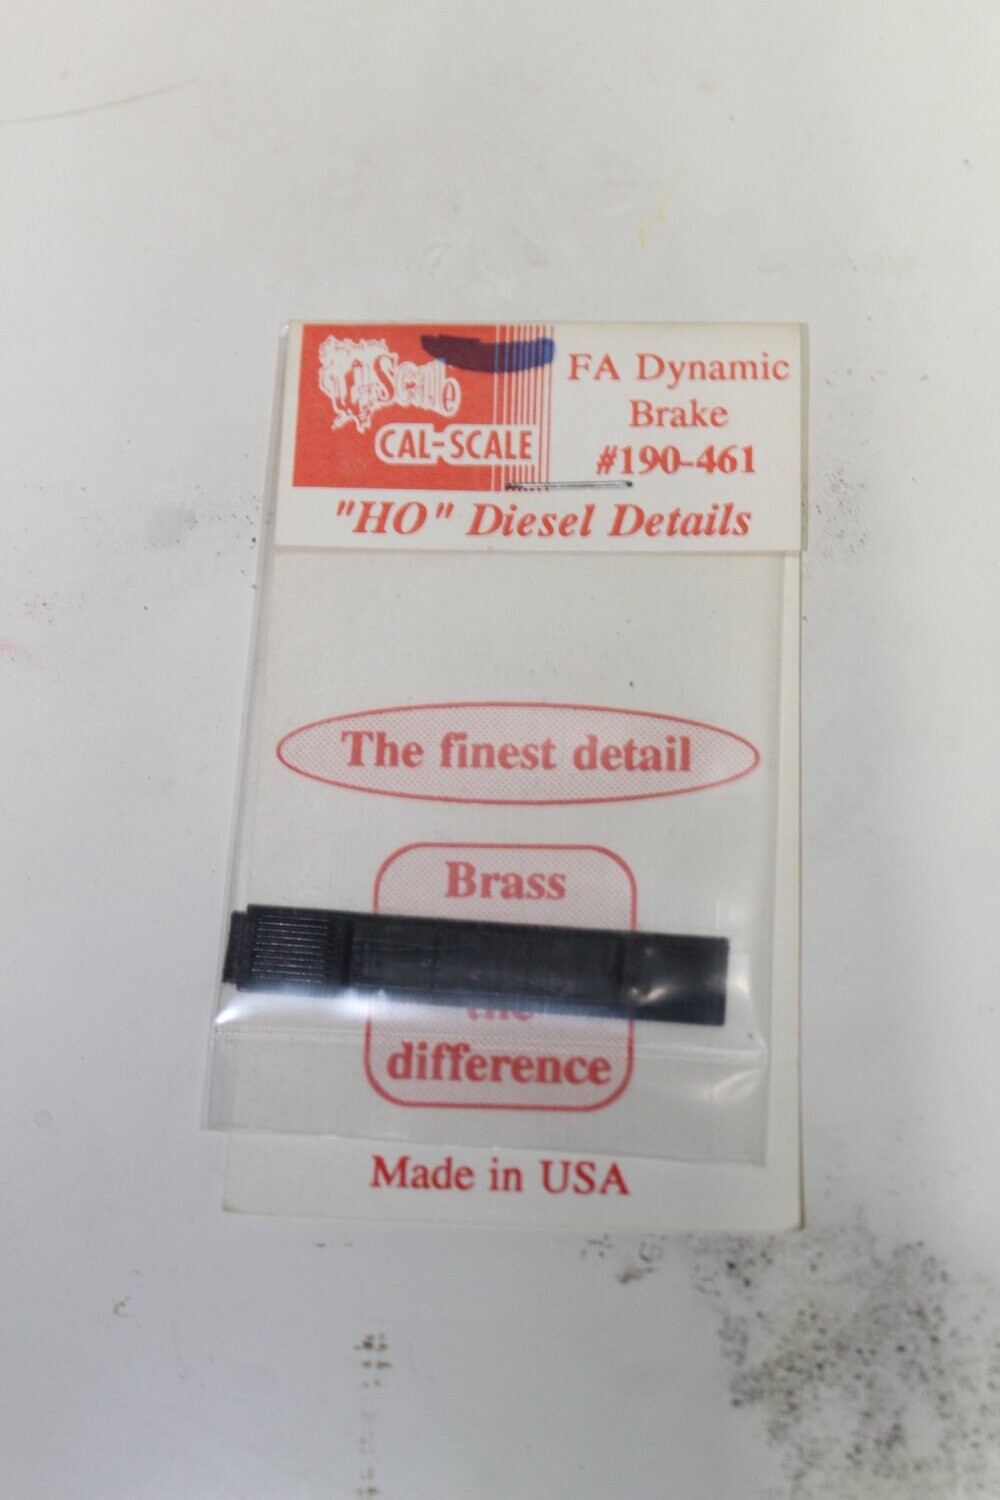 Scale
CAL-SCALE
FA Dynamic
Brake
#190-461
"HO" Diesel Details
The finest detail
Brass
the
difference
Made in USA